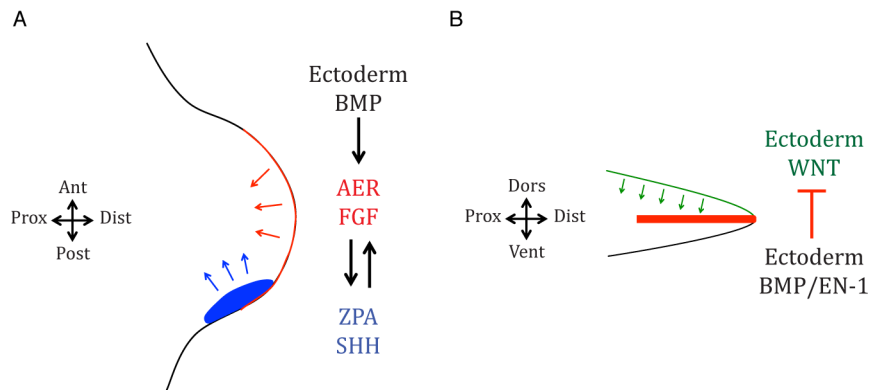 A
Ectoderm
BMP
Ant
Prox Dist
Post
AER
FGF
ZPA
SHH
B
Ectoderm
WNT
Dors
Prox Dist
Vent
Ectoderm
BMP/EN-1